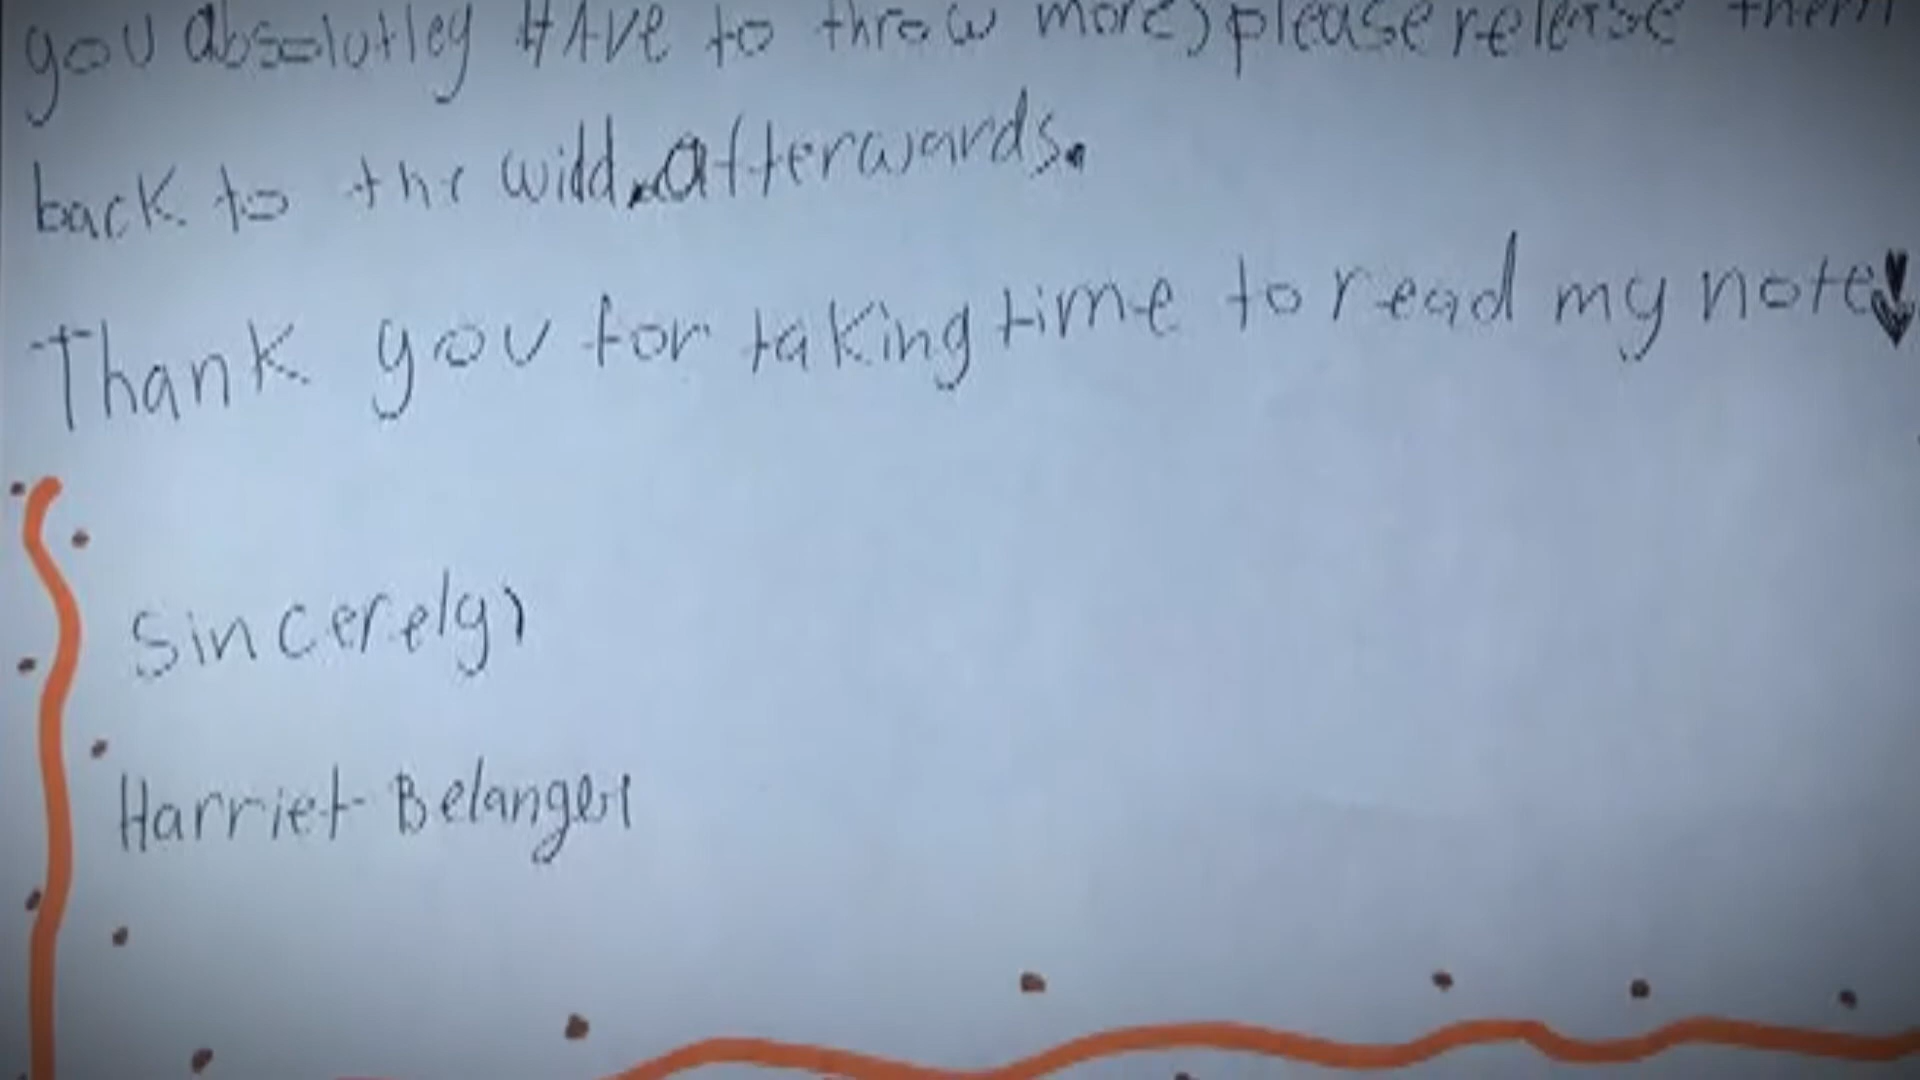 you absolutley HAVE to throw more) please release them
back to the wild afterwards.
Thank you for taking time to read my note!
Sincerely,
Harriet Belanger